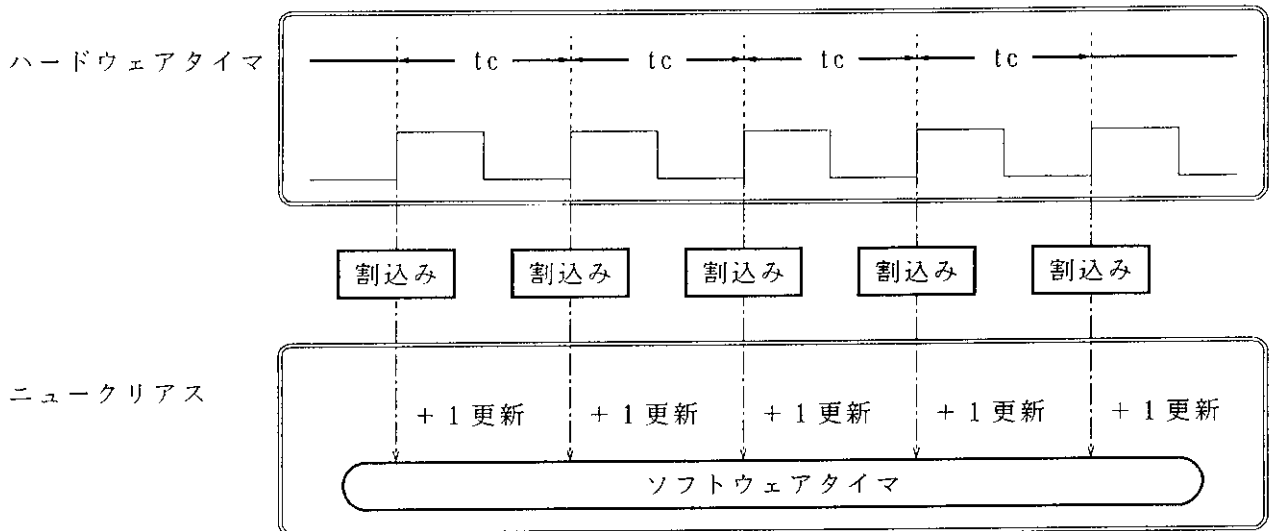 ハードウェアタイマ
tc tc tc tc
割込み 割込み 割込み 割込み 割込み
ニュークリアス
+1更新 +1更新 +1更新 +1更新 +1更新
ソフトウェアタイマ